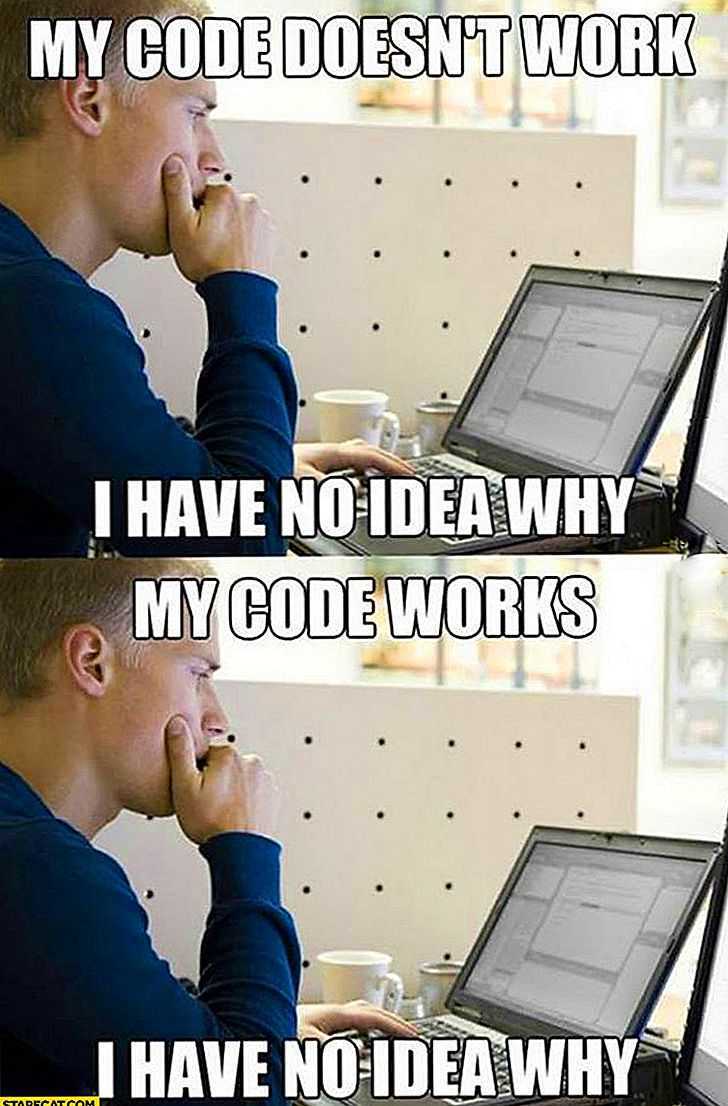 MY CODE DOESN'T WORK
I HAVE NO IDEA WHY
MY CODE WORKS
I HAVE NO IDEA WHY
STARECAT.COM